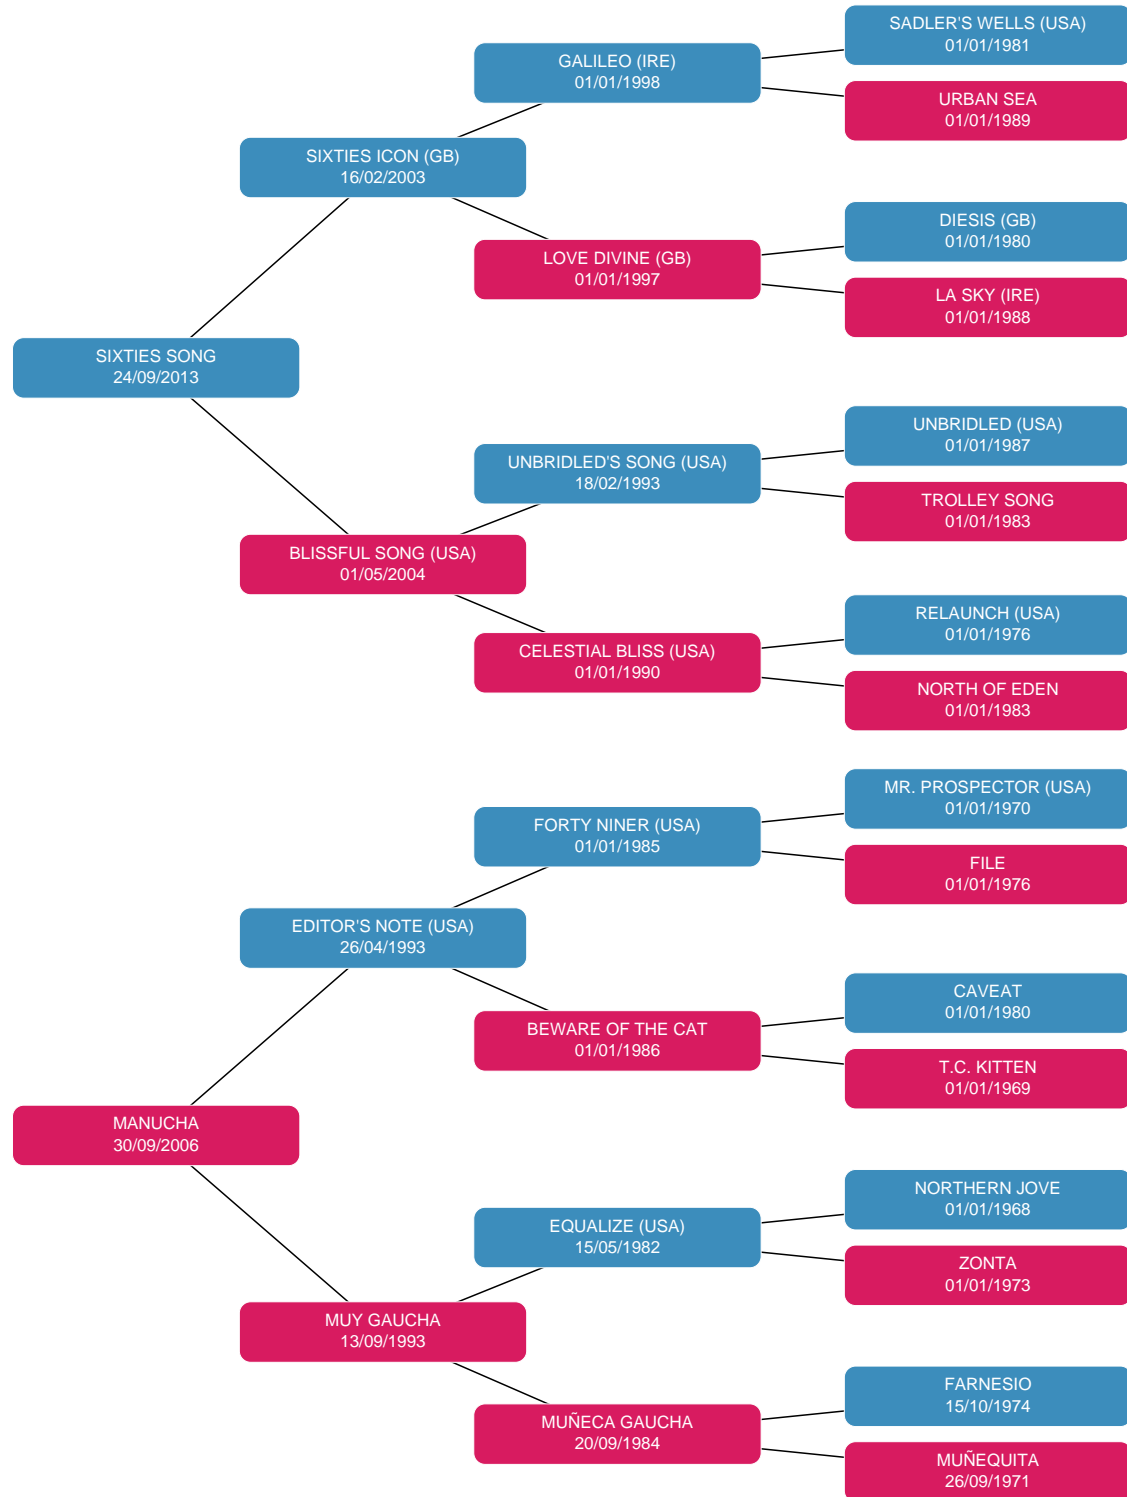 SADLER'S WELLS (USA)
01/01/1981
GALILEO (IRE)
01/01/1998
URBAN SEA
01/01/1989
SIXTIES ICON (GB)
16/02/2003
DIESIS (GB)
01/01/1980
LOVE DIVINE (GB)
01/01/1997
LA SKY (IRE)
01/01/1988
SIXTIES SONG
24/09/2013
UNBRIDLED (USA)
01/01/1987
UNBRIDLED'S SONG (USA)
18/02/1993
TROLLEY SONG
01/01/1983
BLISSFUL SONG (USA)
01/05/2004
RELAUNCH (USA)
01/01/1976
CELESTIAL BLISS (USA)
01/01/1990
NORTH OF EDEN
01/01/1983
MR. PROSPECTOR (USA)
01/01/1970
FORTY NINER (USA)
01/01/1985
FILE
01/01/1976
EDITOR'S NOTE (USA)
26/04/1993
CAVEAT
01/01/1980
BEWARE OF THE CAT
01/01/1986
T.C. KITTEN
01/01/1969
MANUCHA
30/09/2006
NORTHERN JOVE
01/01/1968
EQUALIZE (USA)
15/05/1982
ZONTA
01/01/1973
MUY GAUCHA
13/09/1993
FARNESIO
15/10/1974
MUÑECA GAUCHA
20/09/1984
MUÑEQUITA
26/09/1971